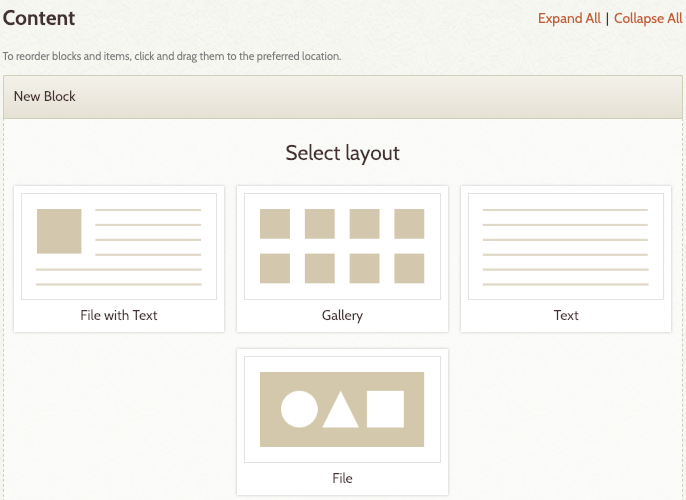 Content
Expand All | Collapse All
To reorder blocks and items, click and drag them to the preferred location.
New Block
Select layout
File with Text
Gallery
Text
File